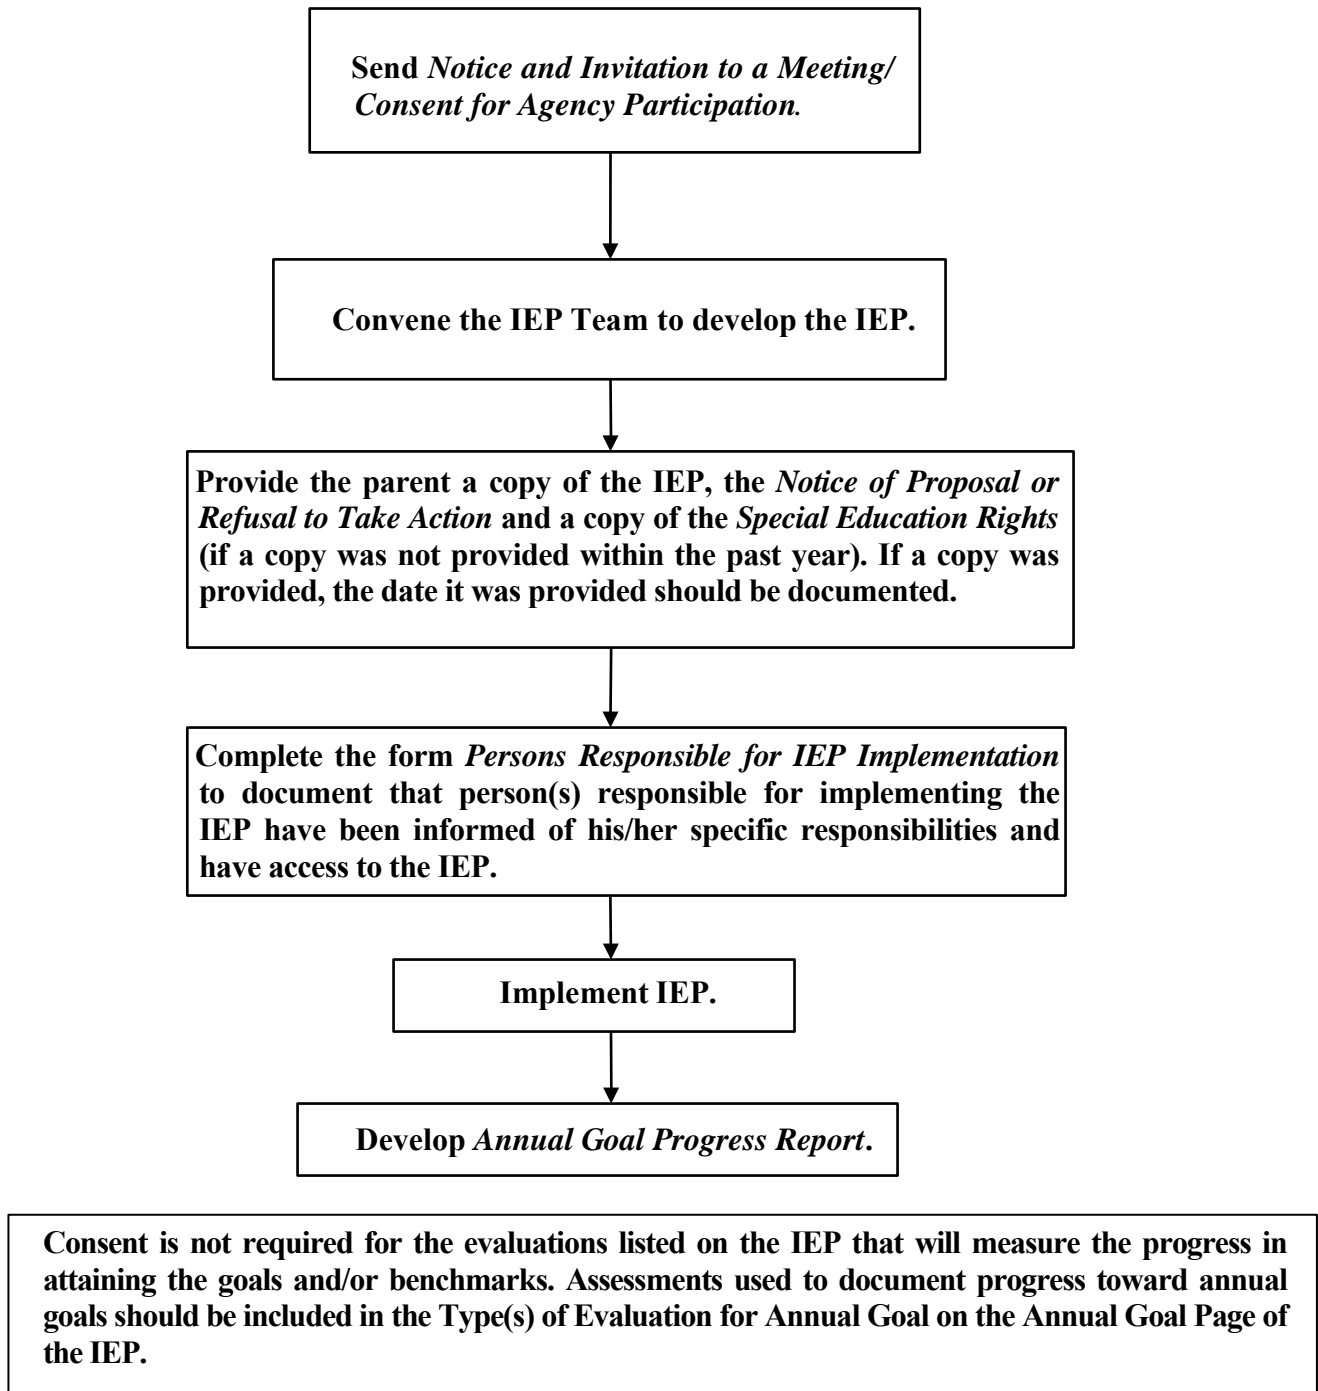 Send Notice and Invitation to a Meeting/
Consent for Agency Participation.
Convene the IEP Team to develop the IEP.
Provide the parent a copy of the IEP, the Notice of Proposal or
Refusal to Take Action and a copy of the Special Education Rights
(if a copy was not provided within the past year). If a copy was
provided, the date it was provided should be documented.
Complete the form Persons Responsible for IEP Implementation
to document that person(s) responsible for implementing the
IEP have been informed of his/her specific responsibilities and
have access to the IEP.
Implement IEP.
Develop Annual Goal Progress Report.
Consent is not required for the evaluations listed on the IEP that will measure the progress in
attaining the goals and/or benchmarks. Assessments used to document progress toward annual
goals should be included in the Type(s) of Evaluation for Annual Goal on the Annual Goal Page of
the IEP.